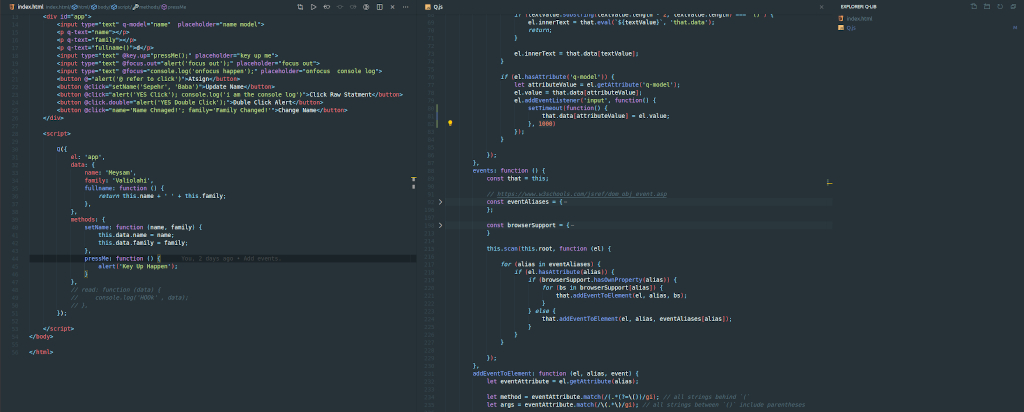 index.html index.html/html/body/script/methods/pressMe
<div id="app">
<input type="text" q-model="name" placeholder="name model">
<p q-text="name"></p>
<p q-text="family"></p>
<p q-text="fullname()">@</p>
<input type="text" @key.up="pressMe();" placeholder="key up me">
<input type="text" @focus.out="alert('focus out');" placeholder="focus out">
<input type="text" @focus="console.log('onfocus happen');" placeholder="onfocus console log">
<button @="alert('@ refer to click')">Atsign</button>
<button @click="setName('Sepehr', 'Baba')">Update Name</button>
<button @click="alert('YES Click'); console.log('i am the console log')">Click Raw Statment</button>
<button @click.double="alert('YES Double Click');">Duble Click Alert</button>
<button @click="name='Name Chnaged!'; family='Family Changed!'">Change Name</button>
</div>
<script>
Q({
el: 'app',
data: {
name: 'Meysam',
family: 'Valiolahi',
fullname: function () {
return this.name + ' ' + this.family;
},
},
methods: {
setName: function (name, family) {
this.data.name = name;
this.data.family = family;
},
pressMe: function () { You, 2 days ago • Add events.
alert('Key Up Happen');
}
},
// read: function (data) {
// console.log('HOOK' , data);
// },
});
</script>
</body>
</html>
Q.js
el.innerText = that.eval(`${textValue}`, 'that.data');
return;
}
el.innerText = that.data[textValue];
}
if (el.hasAttribute('q-model')) {
let attributeValue = el.getAttribute('q-model');
el.value = that.data[attributeValue];
el.addEventListener('input', function() {
setTimeout(function() {
that.data[attributeValue] = el.value;
}, 1000)
});
}
});
},
events: function () {
const that = this;
// https://www.w3schools.com/jsref/dom_obj_event.asp
const eventAliases = {…
};
const browserSupport = {…
}
this.scan(this.root, function (el) {
for (alias in eventAliases) {
if (el.hasAttribute(alias)) {
if (browserSupport.hasOwnProperty(alias)) {
for (bs in browserSupport[alias]) {
that.addEventToElement(el, alias, bs);
}
} else {
that.addEventToElement(el, alias, eventAliases[alias]);
}
}
}
});
},
addEventToElement: function (el, alias, event) {
let eventAttribute = el.getAttribute(alias);
let method = eventAttribute.match(/(.*(?=\())/gi); // all strings behind '('
let args = eventAttribute.match(/\(.*\)/gi); // all strings between '()' include parentheses
EXPLORER: Q-LIB
index.html
Q.js